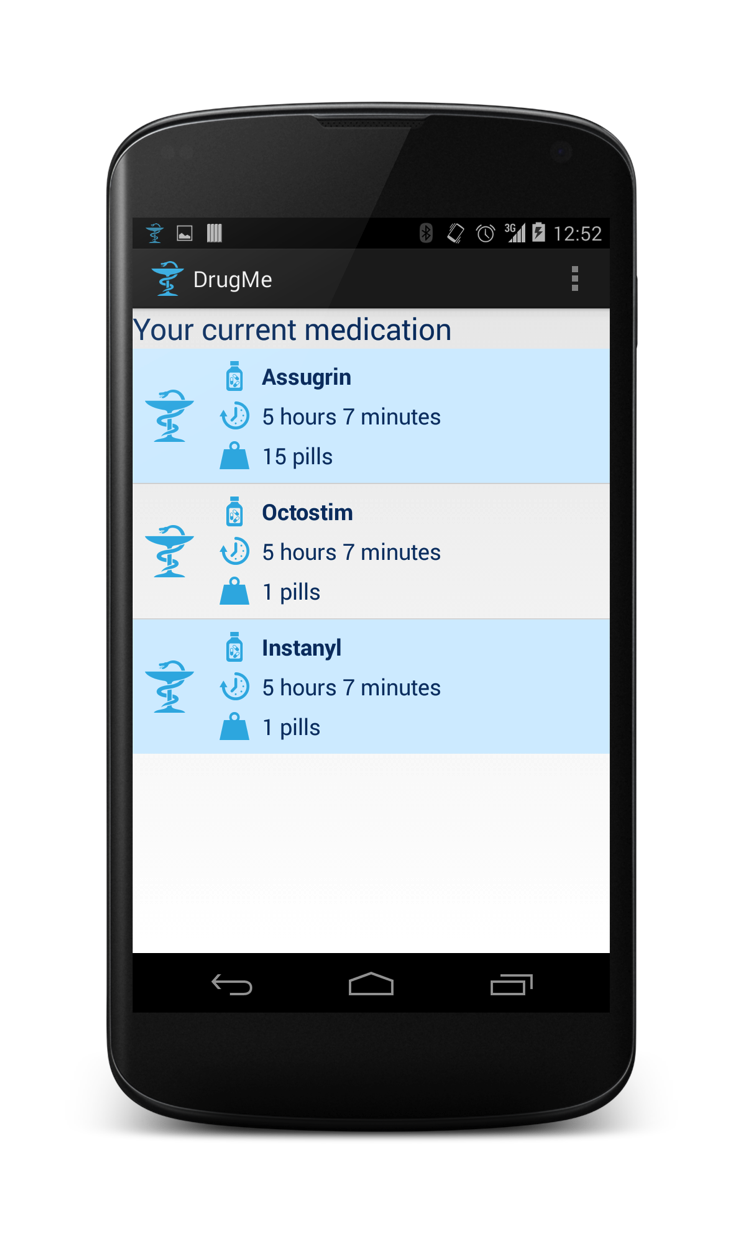 3G 12:52
DrugMe
Your current medication
Assugrin
5 hours 7 minutes
15 pills
Octostim
5 hours 7 minutes
1 pills
Instanyl
5 hours 7 minutes
1 pills